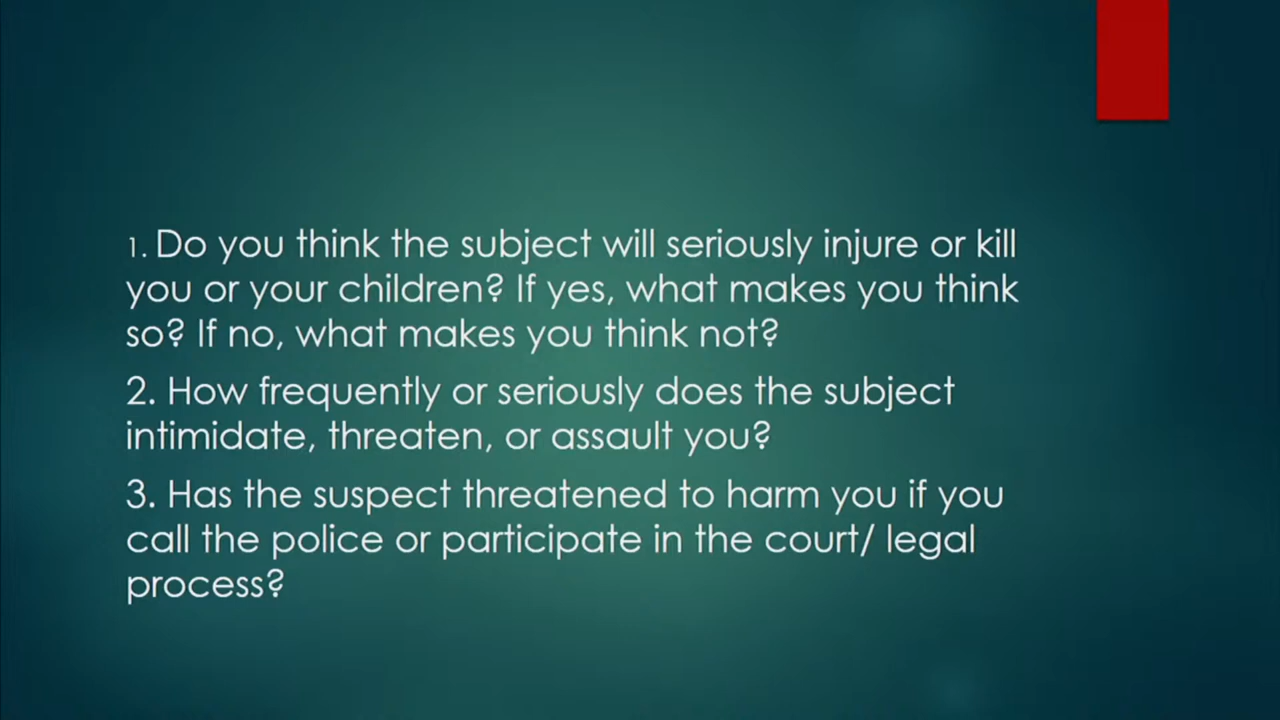 1. Do you think the subject will seriously injure or kill
you or your children? If yes, what makes you think
so? If no, what makes you think not?
2. How frequently or seriously does the subject
intimidate, threaten, or assault you?
3. Has the suspect threatened to harm you if you
call the police or participate in the court/ legal
process?